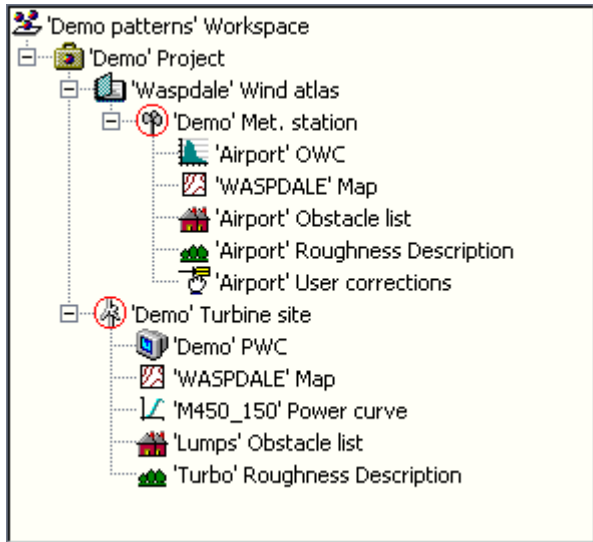 'Demo patterns' Workspace
'Demo' Project
'Waspdale' Wind atlas
'Demo' Met. station
'Airport' OWC
'WASPDALE' Map
'Airport' Obstacle list
'Airport' Roughness Description
'Airport' User corrections
'Demo' Turbine site
'Demo' PWC
'WASPDALE' Map
'M450_150' Power curve
'Lumps' Obstacle list
'Turbo' Roughness Description